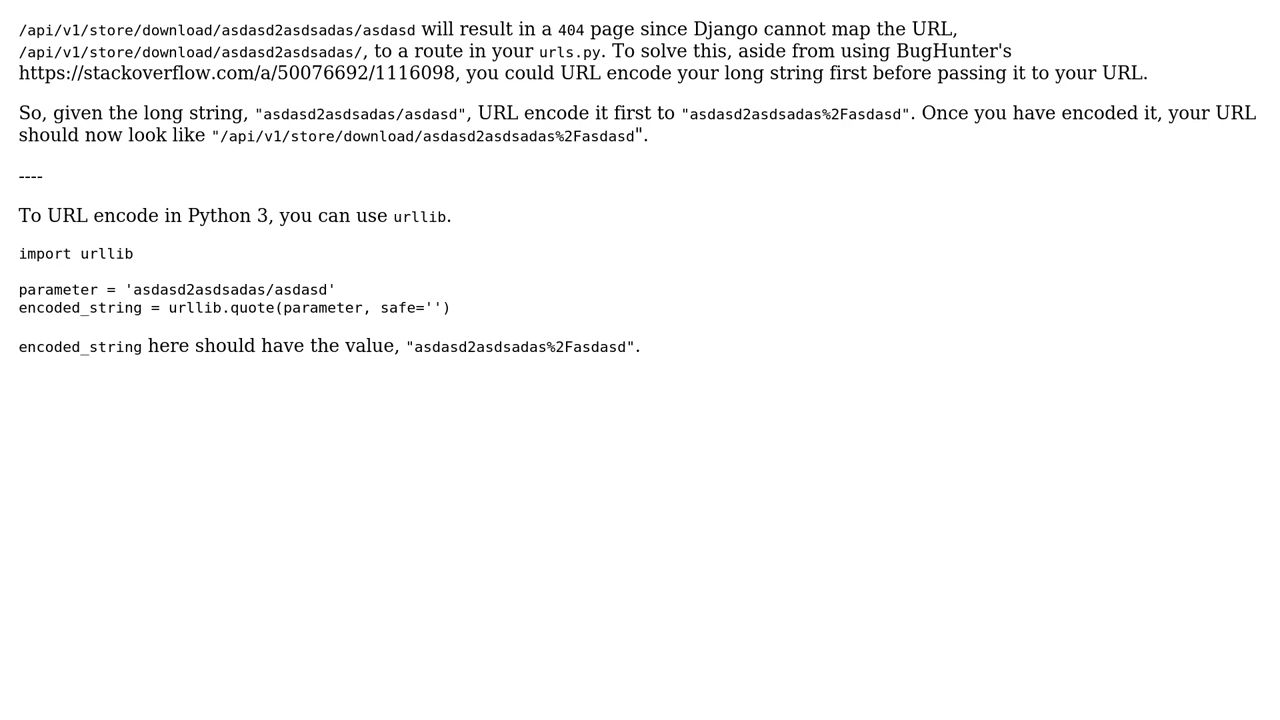 /api/v1/store/download/asdasd2asdsadas/asdasd will result in a 404 page since Django cannot map the URL,
/api/v1/store/download/asdasd2asdsadas/, to a route in your urls.py. To solve this, aside from using BugHunter's
https://stackoverflow.com/a/50076692/1116098, you could URL encode your long string first before passing it to your URL.
So, given the long string, "asdasd2asdsadas/asdasd", URL encode it first to "asdasd2asdsadas%2Fasdasd". Once you have encoded it, your URL
should now look like "/api/v1/store/download/asdasd2asdsadas%2Fasdasd".
----
To URL encode in Python 3, you can use urllib.
import urllib
parameter = 'asdasd2asdsadas/asdasd'
encoded_string = urllib.quote(parameter, safe='')
encoded_string here should have the value, "asdasd2asdsadas%2Fasdasd".